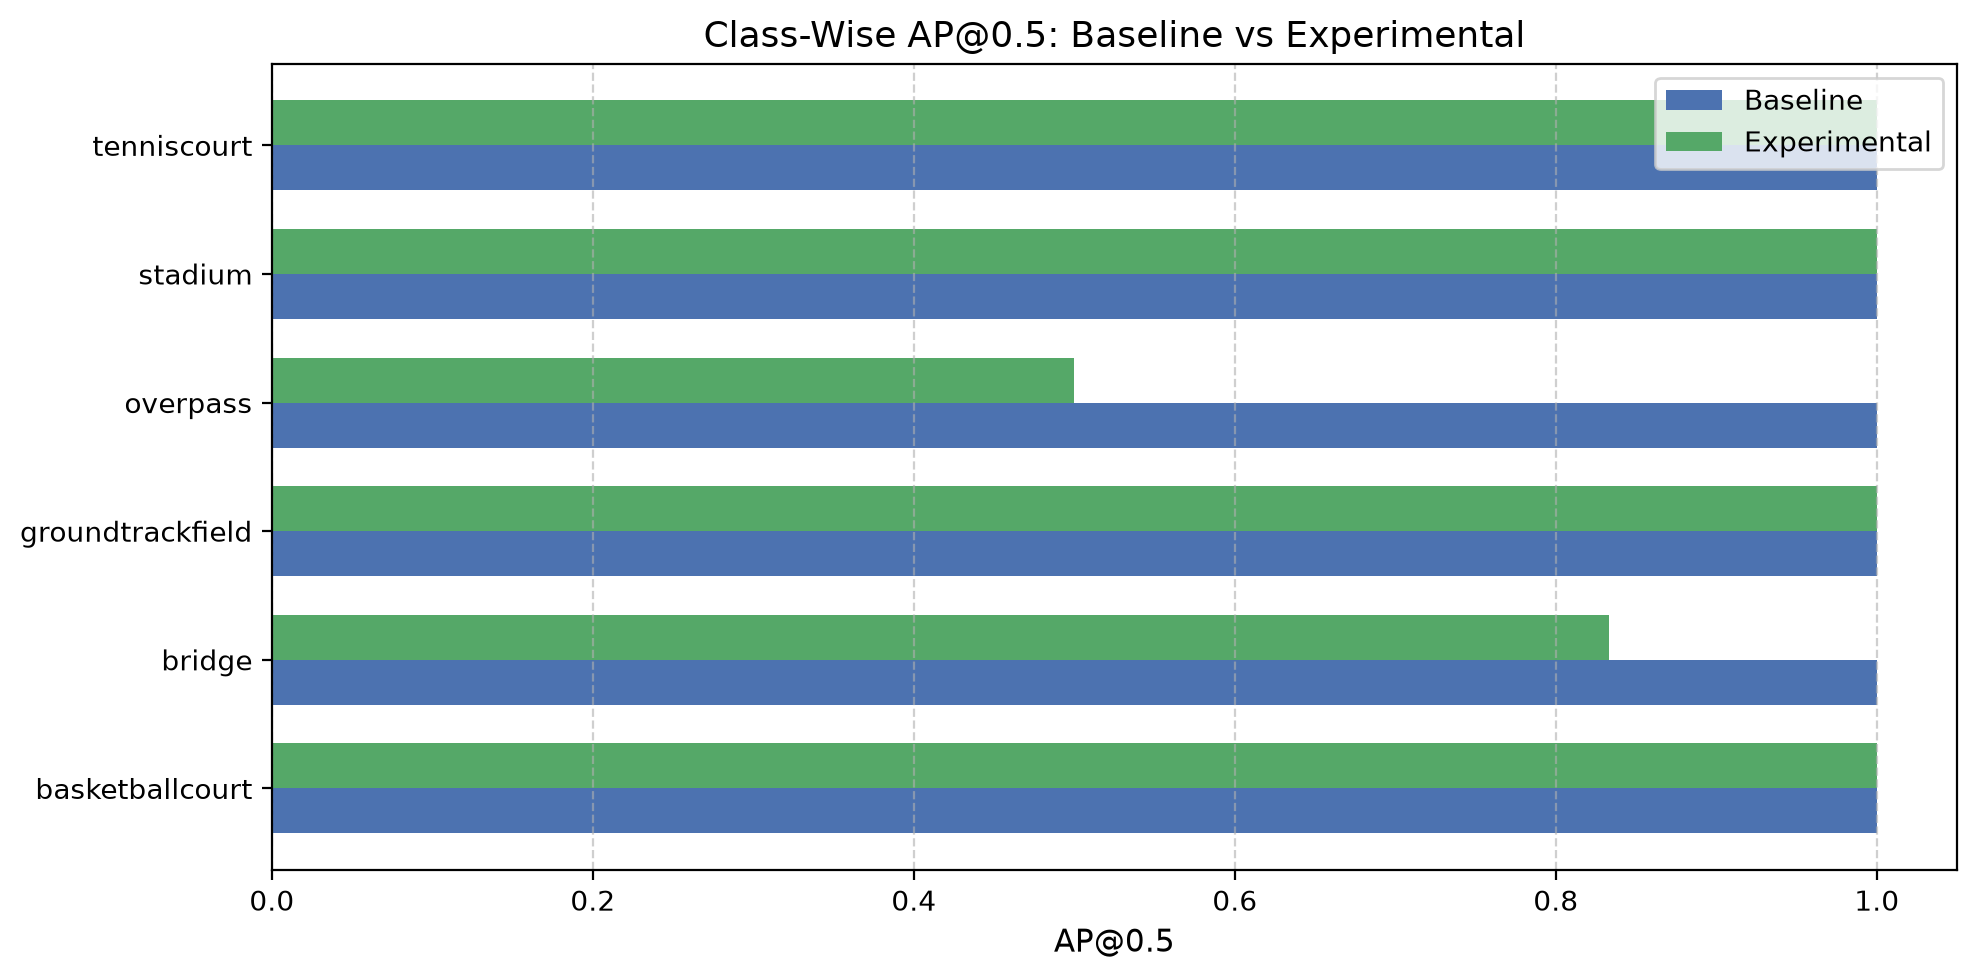 Class-Wise AP@0.5: Baseline vs Experimental
Baseline
Experimental
tenniscourt
stadium
overpass
groundtrackfield
bridge
basketballcourt
0.0 0.2 0.4 0.6 0.8 1.0
AP@0.5